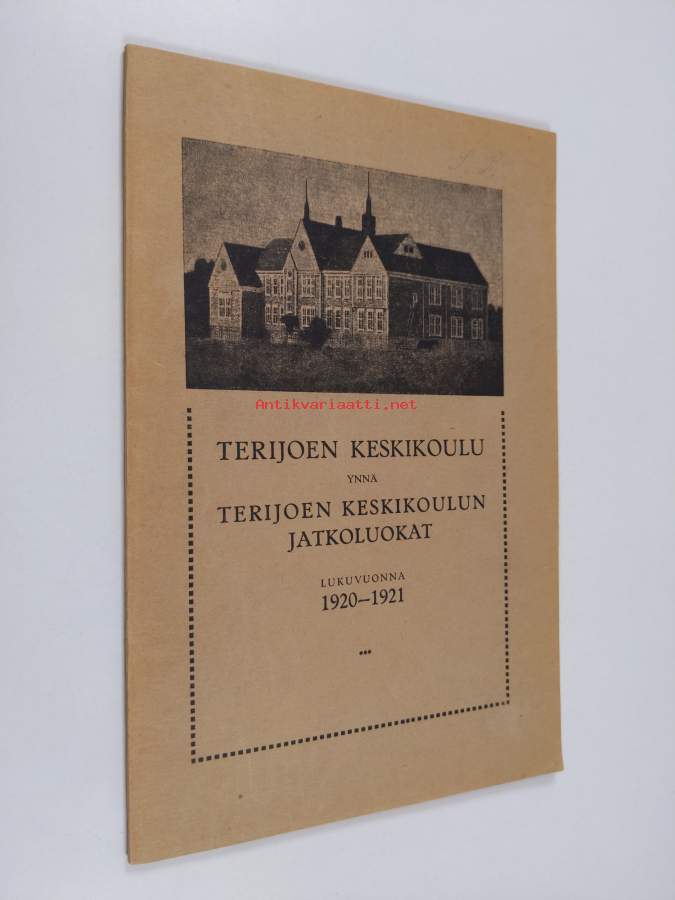 Antikvariaatti.net
TERIJOEN KESKIKOULU
YNNÄ
TERIJOEN KESKIKOULUN
JATKOLUOKAT
LUKUVUONNA
1920—1921